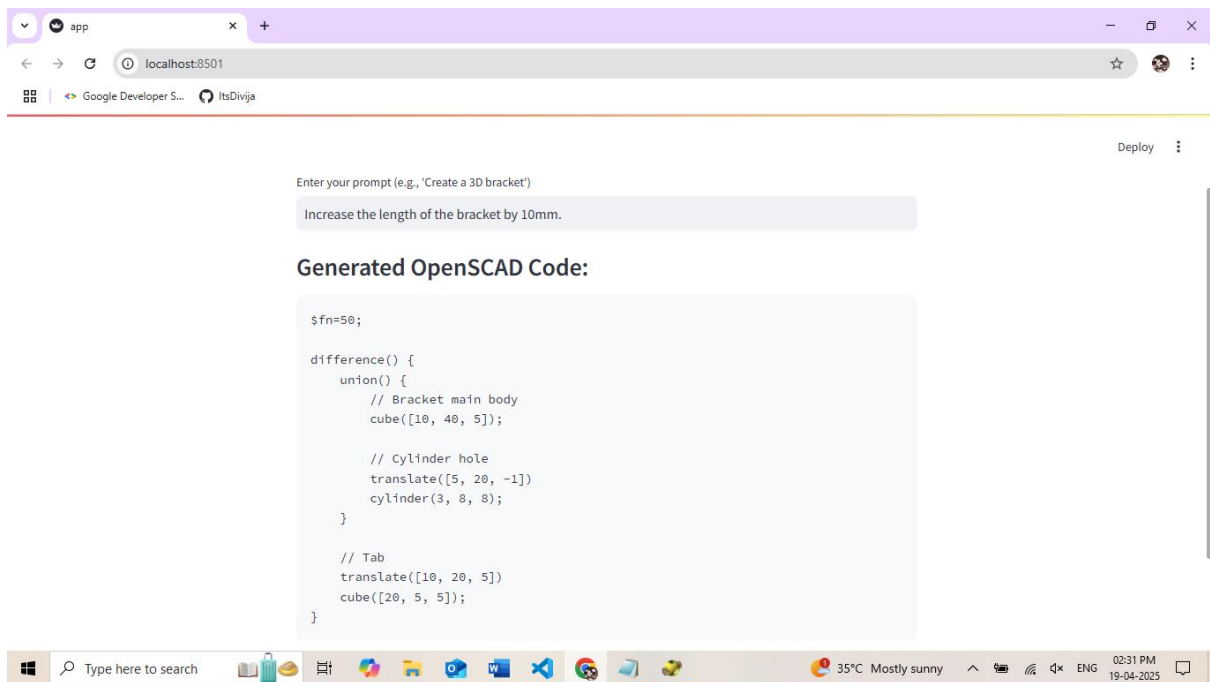 app
localhost:8501
Google Developer S... ItsDivija
Deploy
Enter your prompt (e.g., 'Create a 3D bracket')
Increase the length of the bracket by 10mm.
Generated OpenSCAD Code:
$fn=50;
difference() {
    union() {
        // Bracket main body
        cube([10, 40, 5]);
        // Cylinder hole
        translate([5, 20, -1])
        cylinder(3, 8, 8);
    }
    // Tab
    translate([10, 20, 5])
    cube([20, 5, 5]);
}
Type here to search 35°C Mostly sunny ENG 02:31 PM
19-04-2025